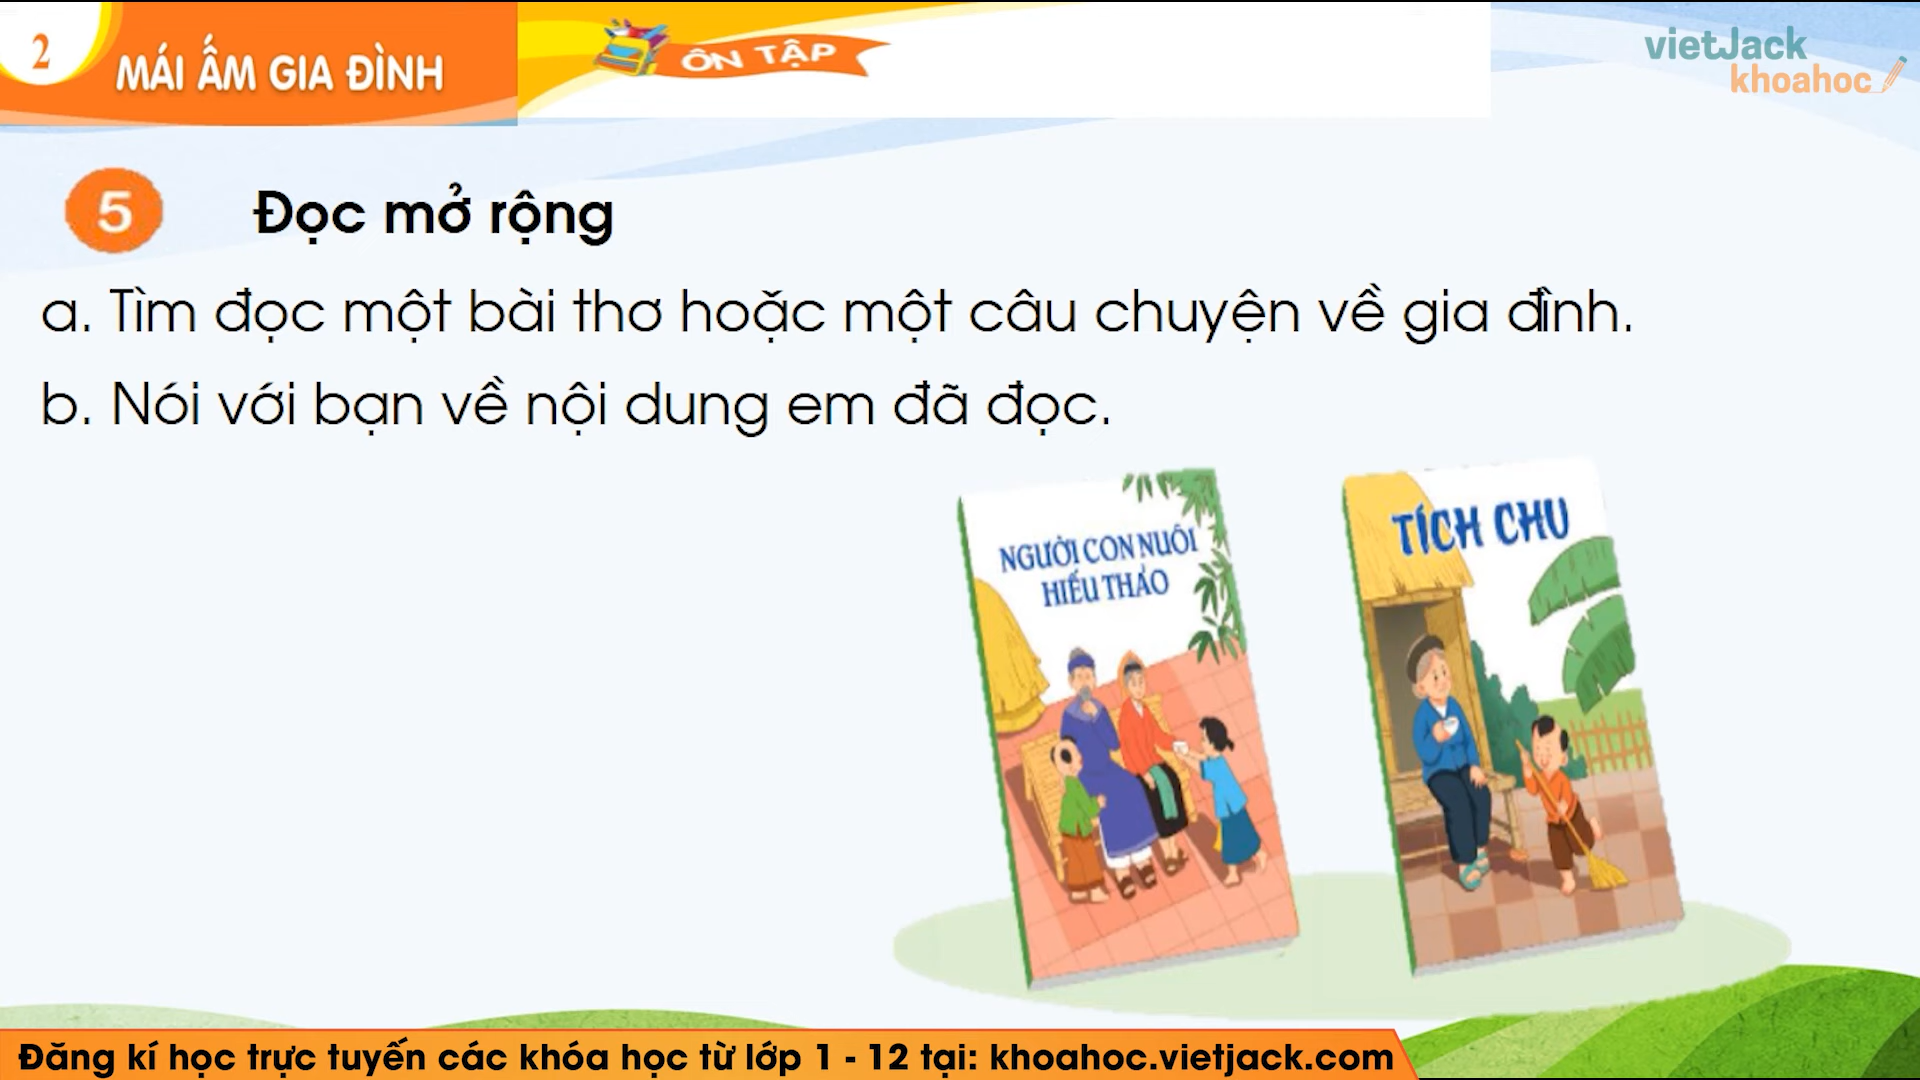 2
MÁI ẤM GIA ĐÌNH
ÔN TẬP
vietJack
khoahoc
5
Đọc mở rộng
a. Tìm đọc một bài thơ hoặc một câu chuyện về gia đình.
b. Nói với bạn về nội dung em đã đọc.
NGƯỜI CON NUÔI
HIẾU THẢO
TÍCH CHU
Đăng kí học trực tuyến các khóa học từ lớp 1 - 12 tại: khoahoc.vietjack.com